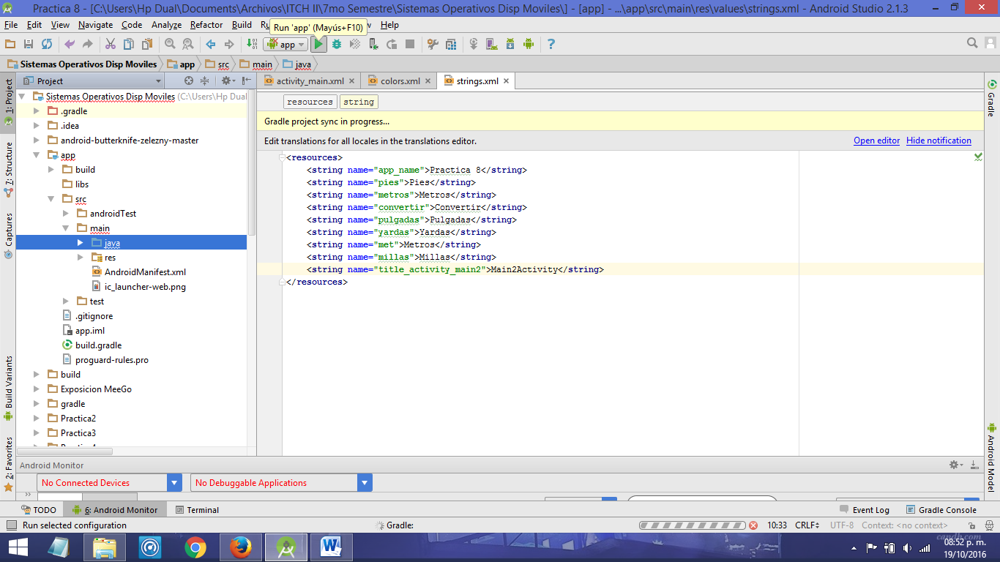 Practica 8 - [C:\Users\Hp Dual\Documents\Archivos\ITCH II\7mo Semestre\Sistemas Operativos Disp Moviles\] - [app] - ...\app\src\main\res\values\strings.xml - Android Studio 2.1.3
File Edit View Navigate Code Analyze Refactor Build Help
Run 'app' (Mayús+F10)
app
Sistemas Operativos Disp Moviles app src main java
Project
activity_main.xml colors.xml strings.xml
1: Project
7: Structure
Captures
Build Variants
2: Favorites
Sistemas Operativos Disp Moviles (C:\Users\Hp Dual
.gradle
.idea
android-butterknife-zelezny-master
app
build
libs
src
androidTest
main
java
res
AndroidManifest.xml
ic_launcher-web.png
test
.gitignore
app.iml
build.gradle
proguard-rules.pro
build
Exposicion MeeGo
gradle
Practica2
Practica3
resources string
Gradle project sync in progress...
Edit translations for all locales in the translations editor. Open editor Hide notification
<resources>
<string name="app_name">Practica 8</string>
<string name="pies">Pies</string>
<string name="metros">Metros</string>
<string name="convertir">Convertir</string>
<string name="pulgadas">Pulgadas</string>
<string name="yardas">Yardas</string>
<string name="met">Metros</string>
<string name="millas">Millas</string>
<string name="title_activity_main2">Main2Activity</string>
</resources>
Gradle
Android Model
Android Monitor
No Connected Devices No Debuggable Applications
TODO 6: Android Monitor Terminal Event Log Gradle Console
Run selected configuration Gradle: 10:33 CRLF UTF-8 Context: <no context>
candh.com
08:52 p. m.
19/10/2016